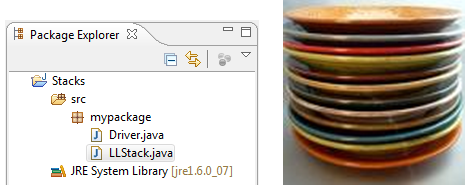 Package Explorer
Stacks
src
mypackage
Driver.java
LLStack.java
JRE System Library [jre1.6.0_07]